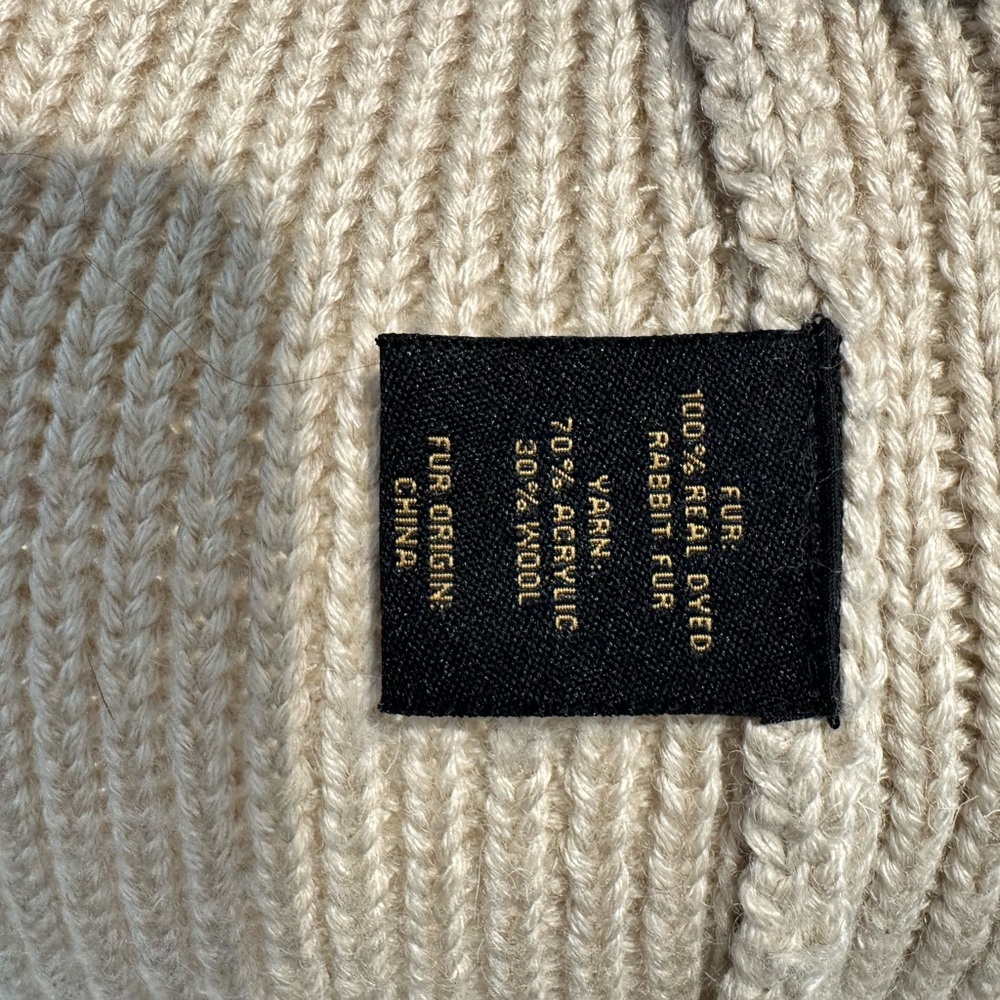 FUR:
100% REAL DYED
RABBIT FUR
YARN:
70% ACRYLIC
30% WOOL
FUR ORIGIN:
CHINA